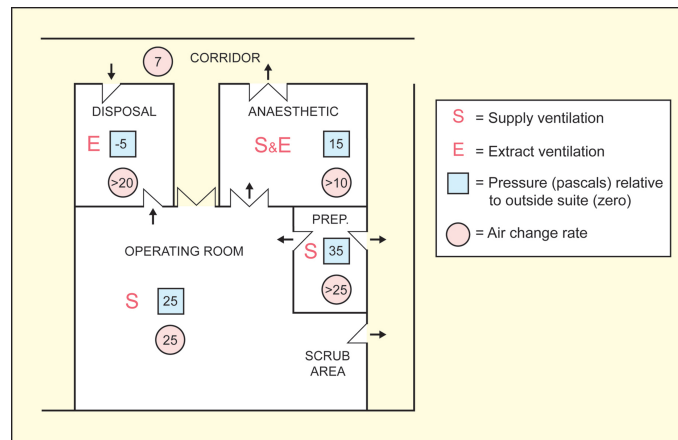 7
CORRIDOR
DISPOSAL
E
-5
>20
ANAESTHETIC
S&E
15
>10
PREP.
S
35
>25
OPERATING ROOM
S
25
25
SCRUB
AREA
S = Supply ventilation
E = Extract ventilation
= Pressure (pascals) relative
to outside suite (zero)
= Air change rate